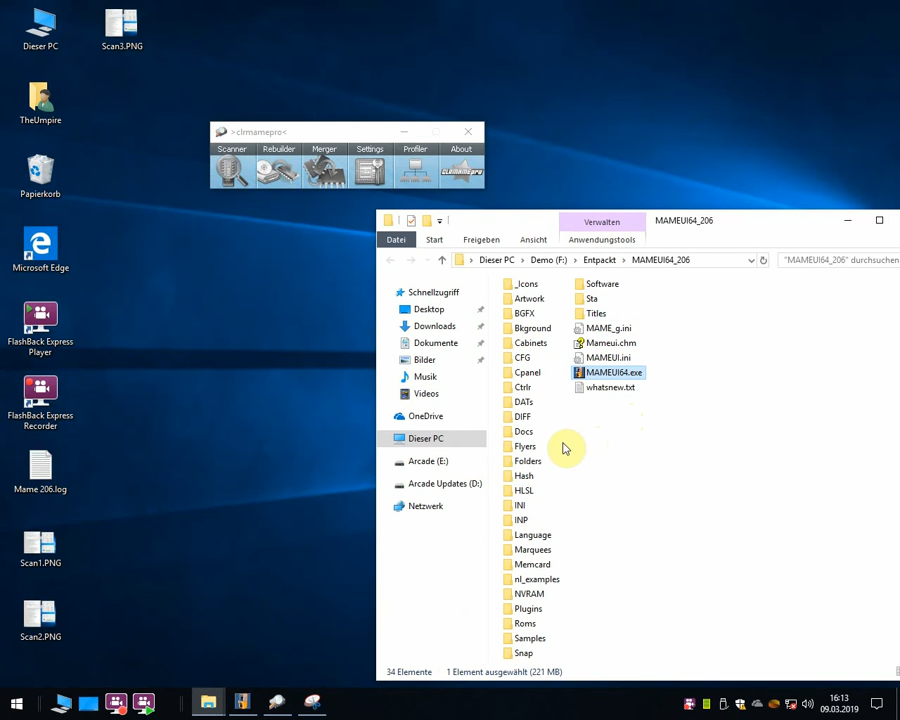 Dieser PC
Scan3.PNG
TheUmpire
Papierkorb
Microsoft Edge
FlashBack Express
Player
FlashBack Express
Recorder
Mame 206.log
Scan1.PNG
Scan2.PNG
>clrmamepro<
Scanner
Rebuilder
Merger
Settings
Profiler
About
CLRMAMEpro
Verwalten
MAMEUI64_206
Datei
Start
Freigeben
Ansicht
Anwendungstools
Dieser PC > Demo (F:) > Entpackt > MAMEUI64_206
"MAMEUI64_206" durchsuchen
Schnellzugriff
Desktop
Downloads
Dokumente
Bilder
Musik
Videos
OneDrive
Dieser PC
Arcade (E:)
Arcade Updates (D:)
Netzwerk
_Icons
Artwork
BGFX
Bkground
Cabinets
CFG
Cpanel
Ctrlr
DATs
DIFF
Docs
Flyers
Folders
Hash
HLSL
INI
INP
Language
Marquees
Memcard
nl_examples
NVRAM
Plugins
Roms
Samples
Snap
Software
Sta
Titles
MAME_g.ini
Mameui.chm
MAMEUI.ini
MAMEUI64.exe
whatsnew.txt
34 Elemente
1 Element ausgewählt (221 MB)
16:13
09.03.2019